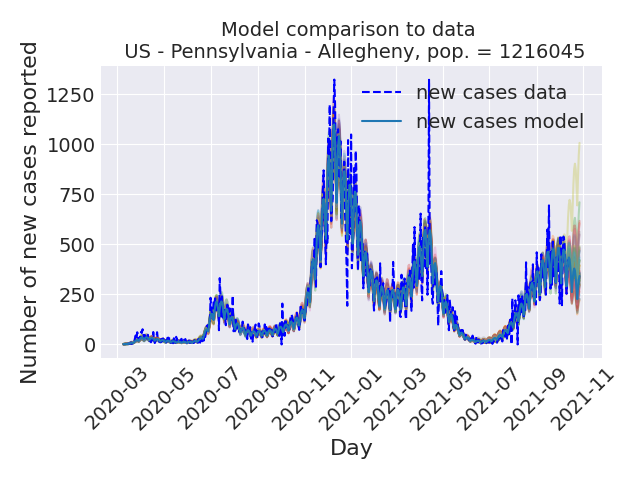 Model comparison to data
US - Pennsylvania - Allegheny, pop. = 1216045
Number of new cases reported
1250
1000
750
500
250
0
new cases data
new cases model
2020-03
2020-05
2020-07
2020-09
2020-11
2021-01
2021-03
2021-05
2021-07
2021-09
2021-11
Day